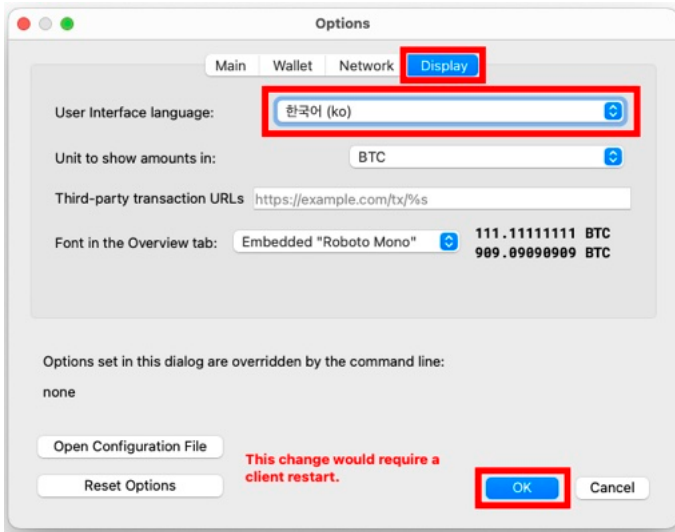 Options
Main Wallet Network Display
User Interface language: 한국어 (ko)
Unit to show amounts in: BTC
Third-party transaction URLs https://example.com/tx/%s
Font in the Overview tab: Embedded "Roboto Mono" 111.11111111 BTC
909.09090909 BTC
Options set in this dialog are overridden by the command line:
none
Open Configuration File
This change would require a
client restart.
Reset Options
OK Cancel